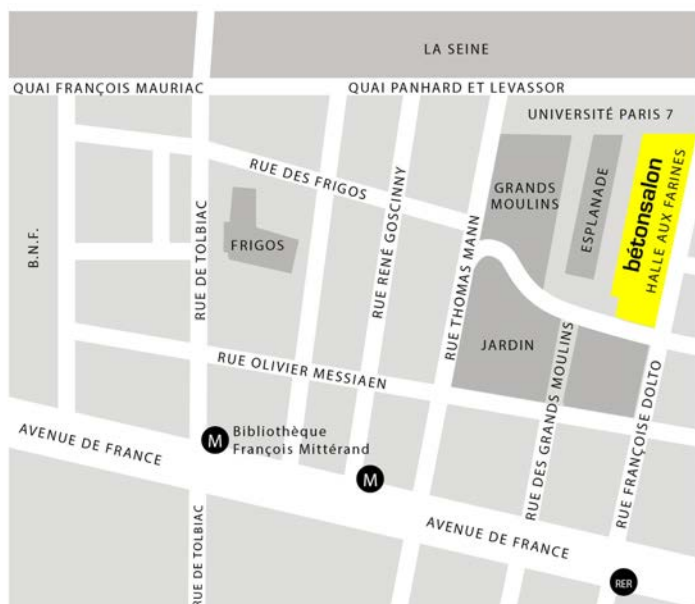 LA SEINE
QUAI FRANÇOIS MAURIAC
QUAI PANHARD ET LEVASSOR
UNIVERSITÉ PARIS 7
RUE DES FRIGOS
GRANDS
MOULINS
ESPLANADE
bétonsalon
HALLE AUX FARINES
B.N.F.
RUE DE TOLBIAC
FRIGOS
RUE RENÉ GOSCINNY
RUE THOMAS MANN
JARDIN
RUE OLIVIER MESSIAEN
RUE DES GRANDS MOULINS
RUE FRANÇOISE DOLTO
M
Bibliothèque
François Mittérand
AVENUE DE FRANCE
M
RUE DE TOLBIAC
AVENUE DE FRANCE
RER